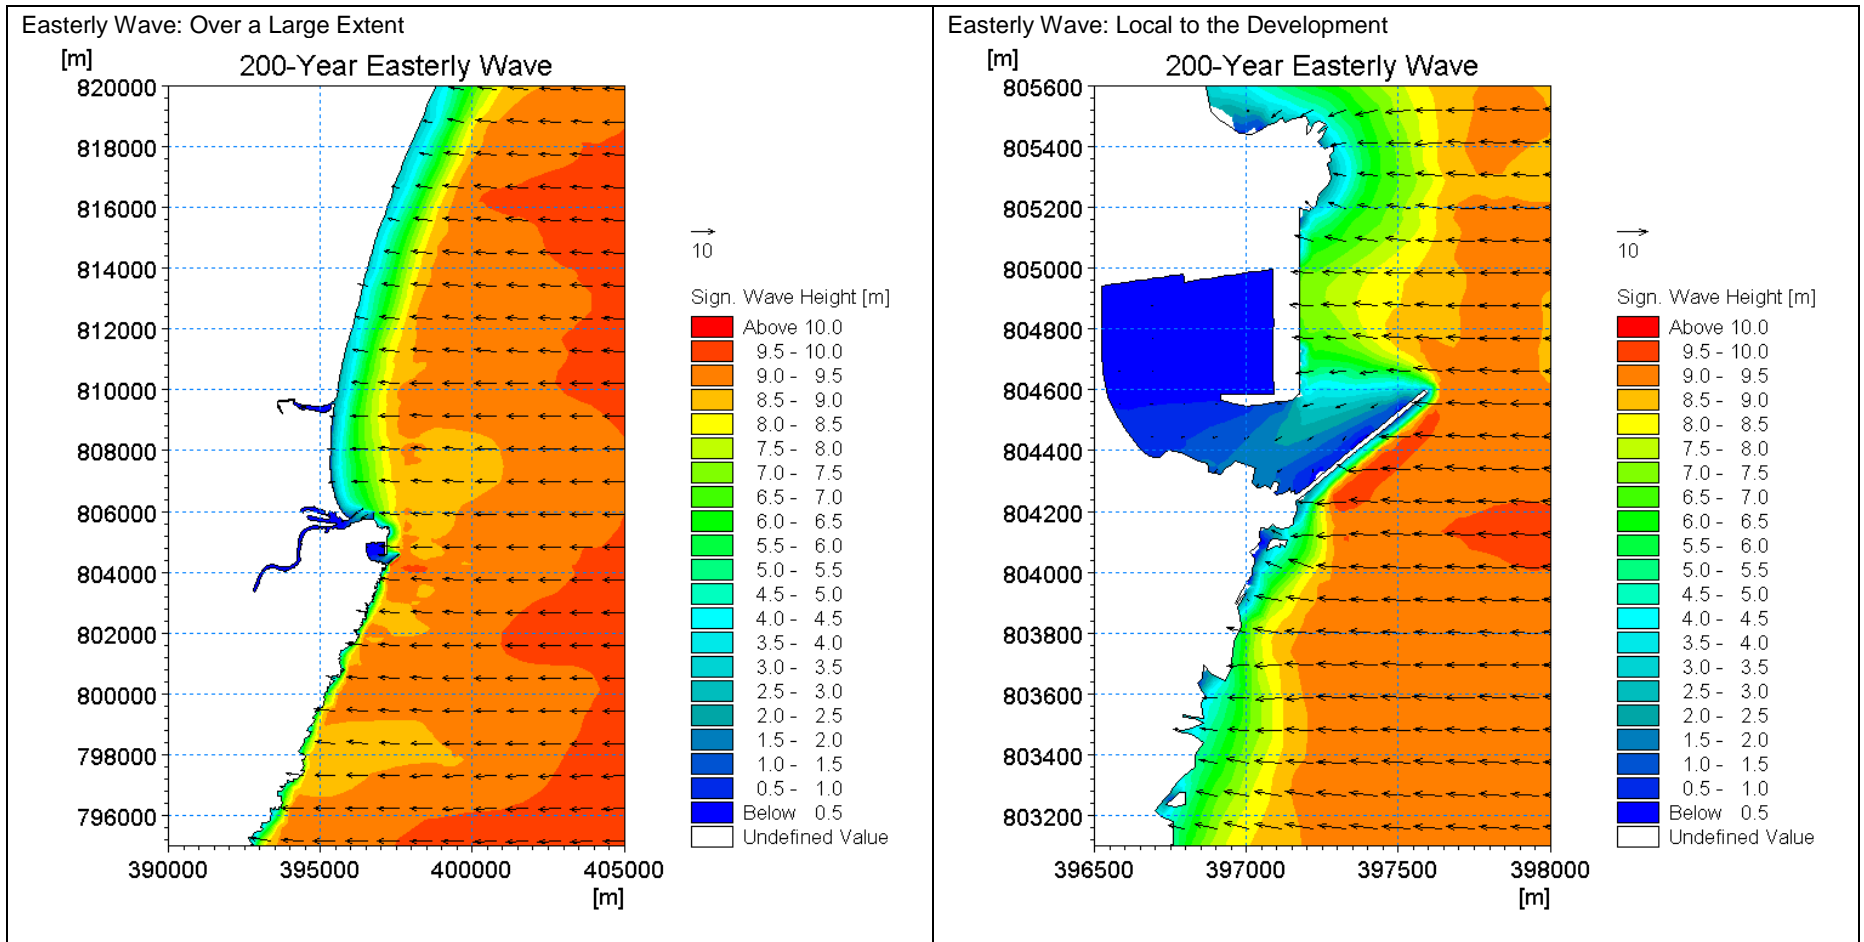 Easterly Wave: Over a Large Extent
[m]
200-Year Easterly Wave
820000
818000
816000
814000
812000
810000
808000
806000
804000
802000
800000
798000
796000
390000 395000 400000 405000
[m]
10
Sign. Wave Height [m]
Above 10.0
9.5 - 10.0
9.0 - 9.5
8.5 - 9.0
8.0 - 8.5
7.5 - 8.0
7.0 - 7.5
6.5 - 7.0
6.0 - 6.5
5.5 - 6.0
5.0 - 5.5
4.5 - 5.0
4.0 - 4.5
3.5 - 4.0
3.0 - 3.5
2.5 - 3.0
2.0 - 2.5
1.5 - 2.0
1.0 - 1.5
0.5 - 1.0
Below 0.5
Undefined Value
Easterly Wave: Local to the Development
[m]
200-Year Easterly Wave
805600
805400
805200
805000
804800
804600
804400
804200
804000
803800
803600
803400
803200
396500 397000 397500 398000
[m]
10
Sign. Wave Height [m]
Above 10.0
9.5 - 10.0
9.0 - 9.5
8.5 - 9.0
8.0 - 8.5
7.5 - 8.0
7.0 - 7.5
6.5 - 7.0
6.0 - 6.5
5.5 - 6.0
5.0 - 5.5
4.5 - 5.0
4.0 - 4.5
3.5 - 4.0
3.0 - 3.5
2.5 - 3.0
2.0 - 2.5
1.5 - 2.0
1.0 - 1.5
0.5 - 1.0
Below 0.5
Undefined Value